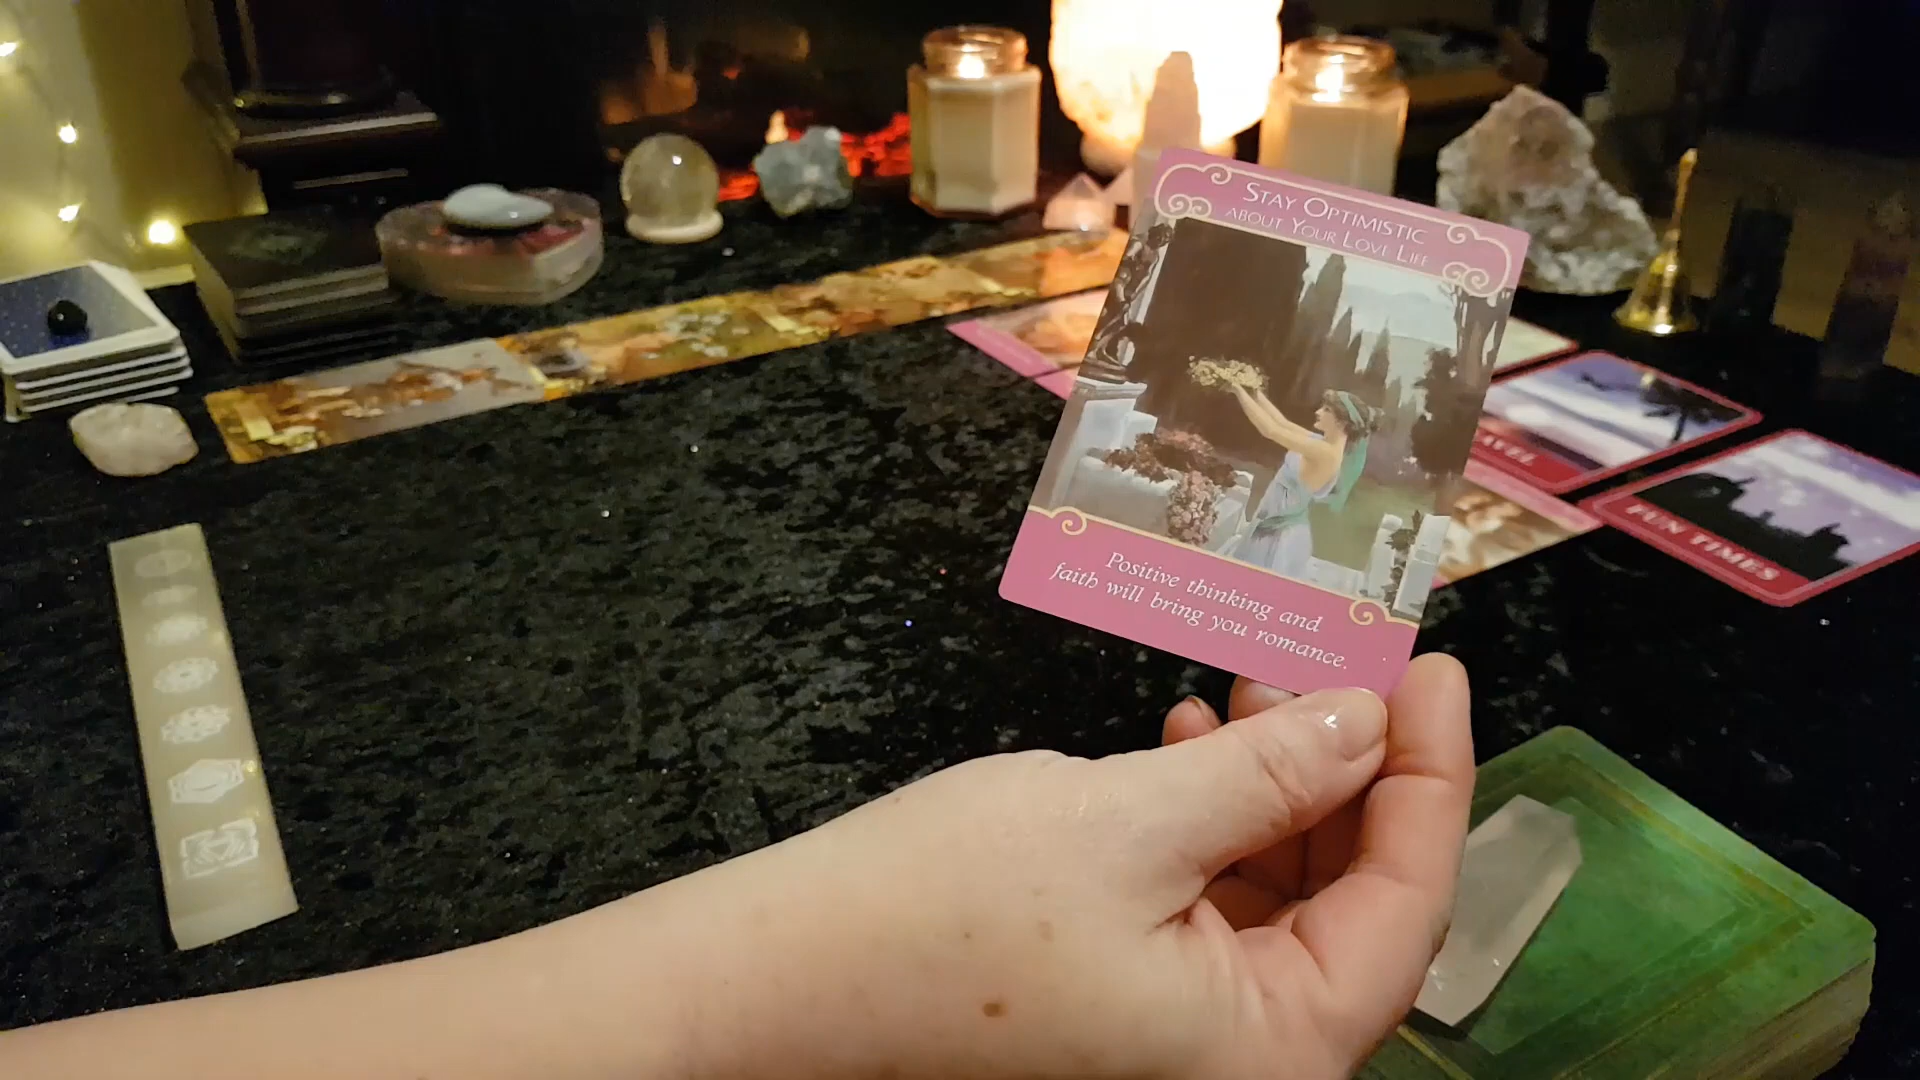 STAY OPTIMISTIC
ABOUT YOUR LOVE LIFE
Positive thinking and
faith will bring you romance.
FUN TIMES